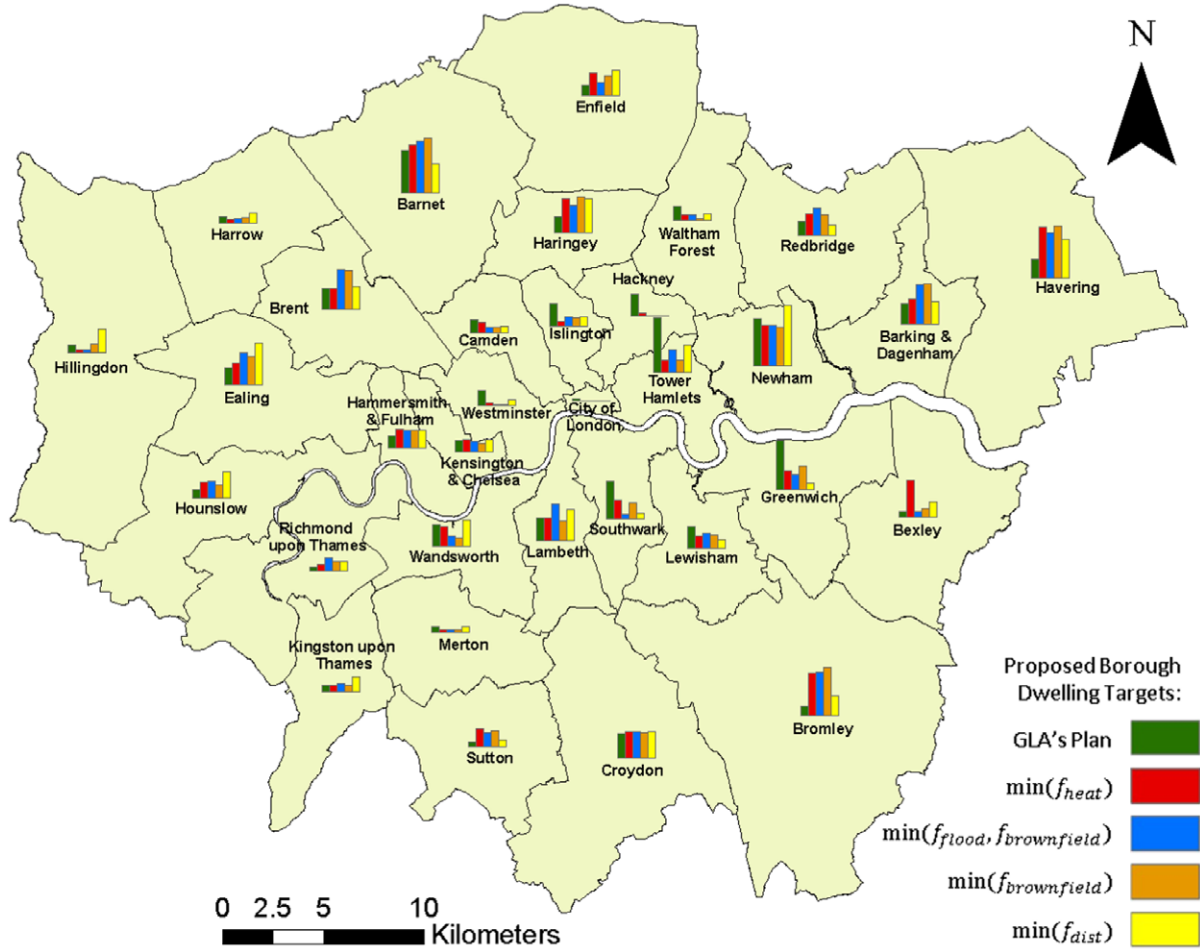 N
Enfield
Barnet
Harrow
Haringey
Waltham
Forest
Redbridge
Havering
Hackney
Brent
Islington
Camden
Barking &
Dagenham
Hillingdon
Ealing
Tower
Hamlets
Newham
Hammersmith
& Fulham
Westminster
City of
London
Kensington
& Chelsea
Hounslow
Greenwich
Richmond
upon Thames
Wandsworth
Lambeth
Southwark
Lewisham
Bexley
Kingston upon
Thames
Merton
Sutton
Croydon
Bromley
Proposed Borough
Dwelling Targets:
GLA's Plan
min(f_heat)
min(f_flood, f_brownfield)
min(f_brownfield)
min(f_dist)
0 2.5 5 10
Kilometers